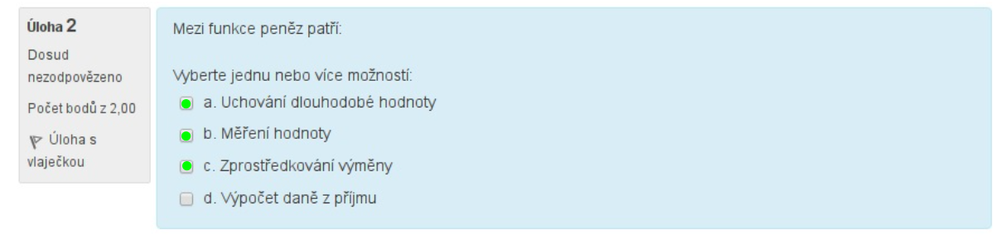 Úloha 2
Dosud
nezodpovězeno
Počet bodů z 2,00
Úloha s
vlaječkou
Mezi funkce peněz patří:
Vyberte jednu nebo více možností:
a. Uchování dlouhodobé hodnoty
b. Měření hodnoty
c. Zprostředkování výměny
d. Výpočet daně z příjmu